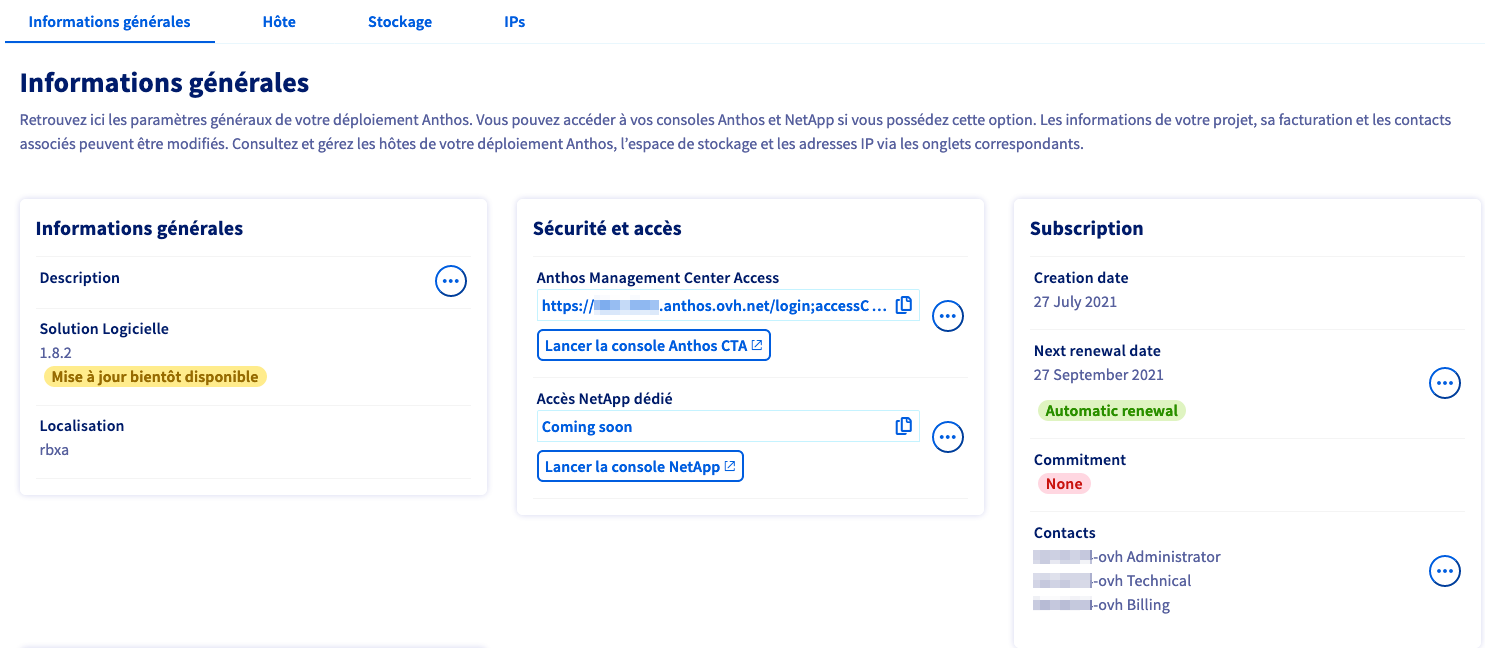 Informations générales
Hôte
Stockage
IPs
Informations générales
Retrouvez ici les paramètres généraux de votre déploiement Anthos. Vous pouvez accéder à vos consoles Anthos et NetApp si vous possédez cette option. Les informations de votre projet, sa facturation et les contacts
associés peuvent être modifiés. Consultez et gérez les hôtes de votre déploiement Anthos, l’espace de stockage et les adresses IP via les onglets correspondants.
Informations générales
Description
Solution Logicielle
1.8.2
Mise à jour bientôt disponible
Localisation
rbxa
Sécurité et accès
Anthos Management Center Access
https:// .anthos.ovh.net/login;accessC ...
Lancer la console Anthos CTA
Accès NetApp dédié
Coming soon
Lancer la console NetApp
Subscription
Creation date
27 July 2021
Next renewal date
27 September 2021
Automatic renewal
Commitment
None
Contacts
-ovh Administrator
-ovh Technical
-ovh Billing